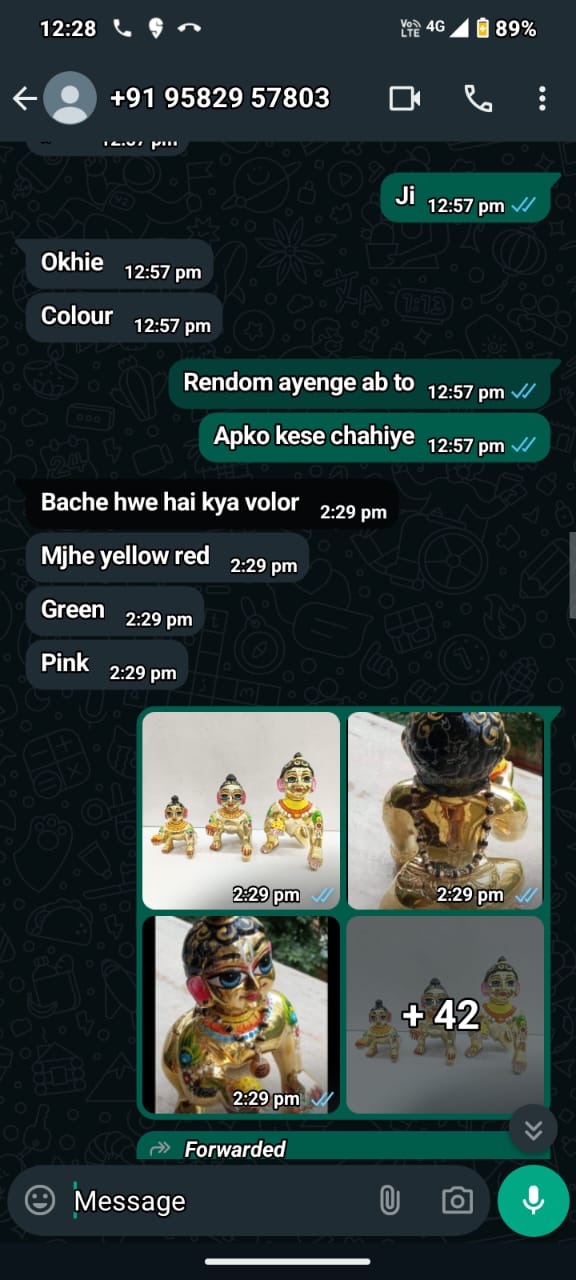 12:28
Vo) LTE 4G 89%
+91 95829 57803
12:57 pm
Ji 12:57 pm
Okhie 12:57 pm
Colour 12:57 pm
Rendom ayenge ab to 12:57 pm
Apko kese chahiye 12:57 pm
Bache hwe hai kya volor 2:29 pm
Mjhe yellow red 2:29 pm
Green 2:29 pm
Pink 2:29 pm
2:29 pm 2:29 pm
2:29 pm + 42
Forwarded
Message